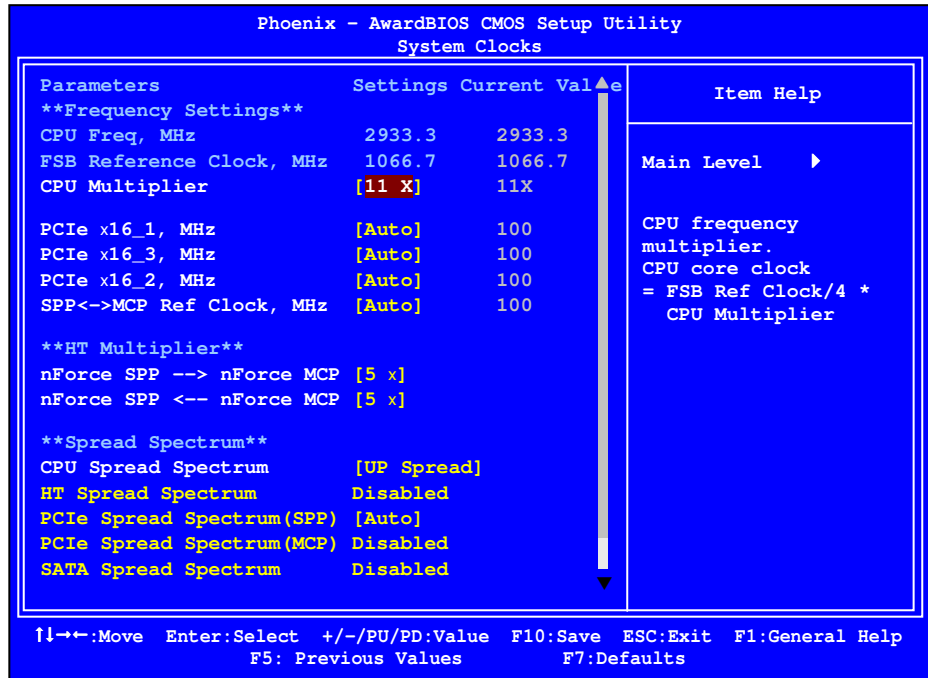 Phoenix - AwardBIOS CMOS Setup Utility
System Clocks
Parameters Settings Current Val e
**Frequency Settings**
CPU Freq, MHz 2933.3 2933.3
FSB Reference Clock, MHz 1066.7 1066.7
CPU Multiplier [11 X] 11X
PCIe x16_1, MHz [Auto] 100
PCIe x16_3, MHz [Auto] 100
PCIe x16_2, MHz [Auto] 100
SPP<->MCP Ref Clock, MHz [Auto] 100
**HT Multiplier**
nForce SPP --> nForce MCP [5 x]
nForce SPP <-- nForce MCP [5 x]
**Spread Spectrum**
CPU Spread Spectrum [UP Spread]
HT Spread Spectrum Disabled
PCIe Spread Spectrum(SPP) [Auto]
PCIe Spread Spectrum(MCP) Disabled
SATA Spread Spectrum Disabled
Item Help
Main Level
CPU frequency
multiplier.
CPU core clock
= FSB Ref Clock/4 *
CPU Multiplier
↑↓→←:Move Enter:Select +/-/PU/PD:Value F10:Save ESC:Exit F1:General Help
F5: Previous Values F7:Defaults